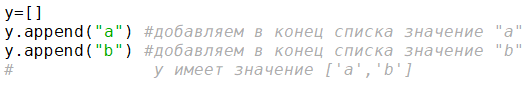 y=[]
y.append("a") #добавляем в конец списка значение "a"
y.append("b") #добавляем в конец списка значение "b"
#             y имеет значение ['a','b']